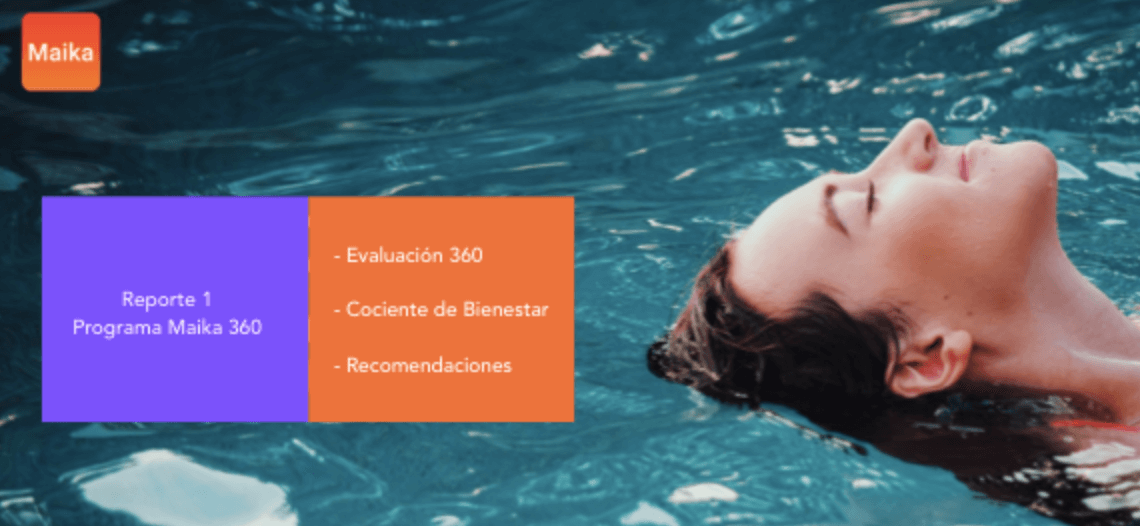 Maika
Reporte 1
Programa Maika 360
- Evaluación 360
- Cociente de Bienestar
- Recomendaciones